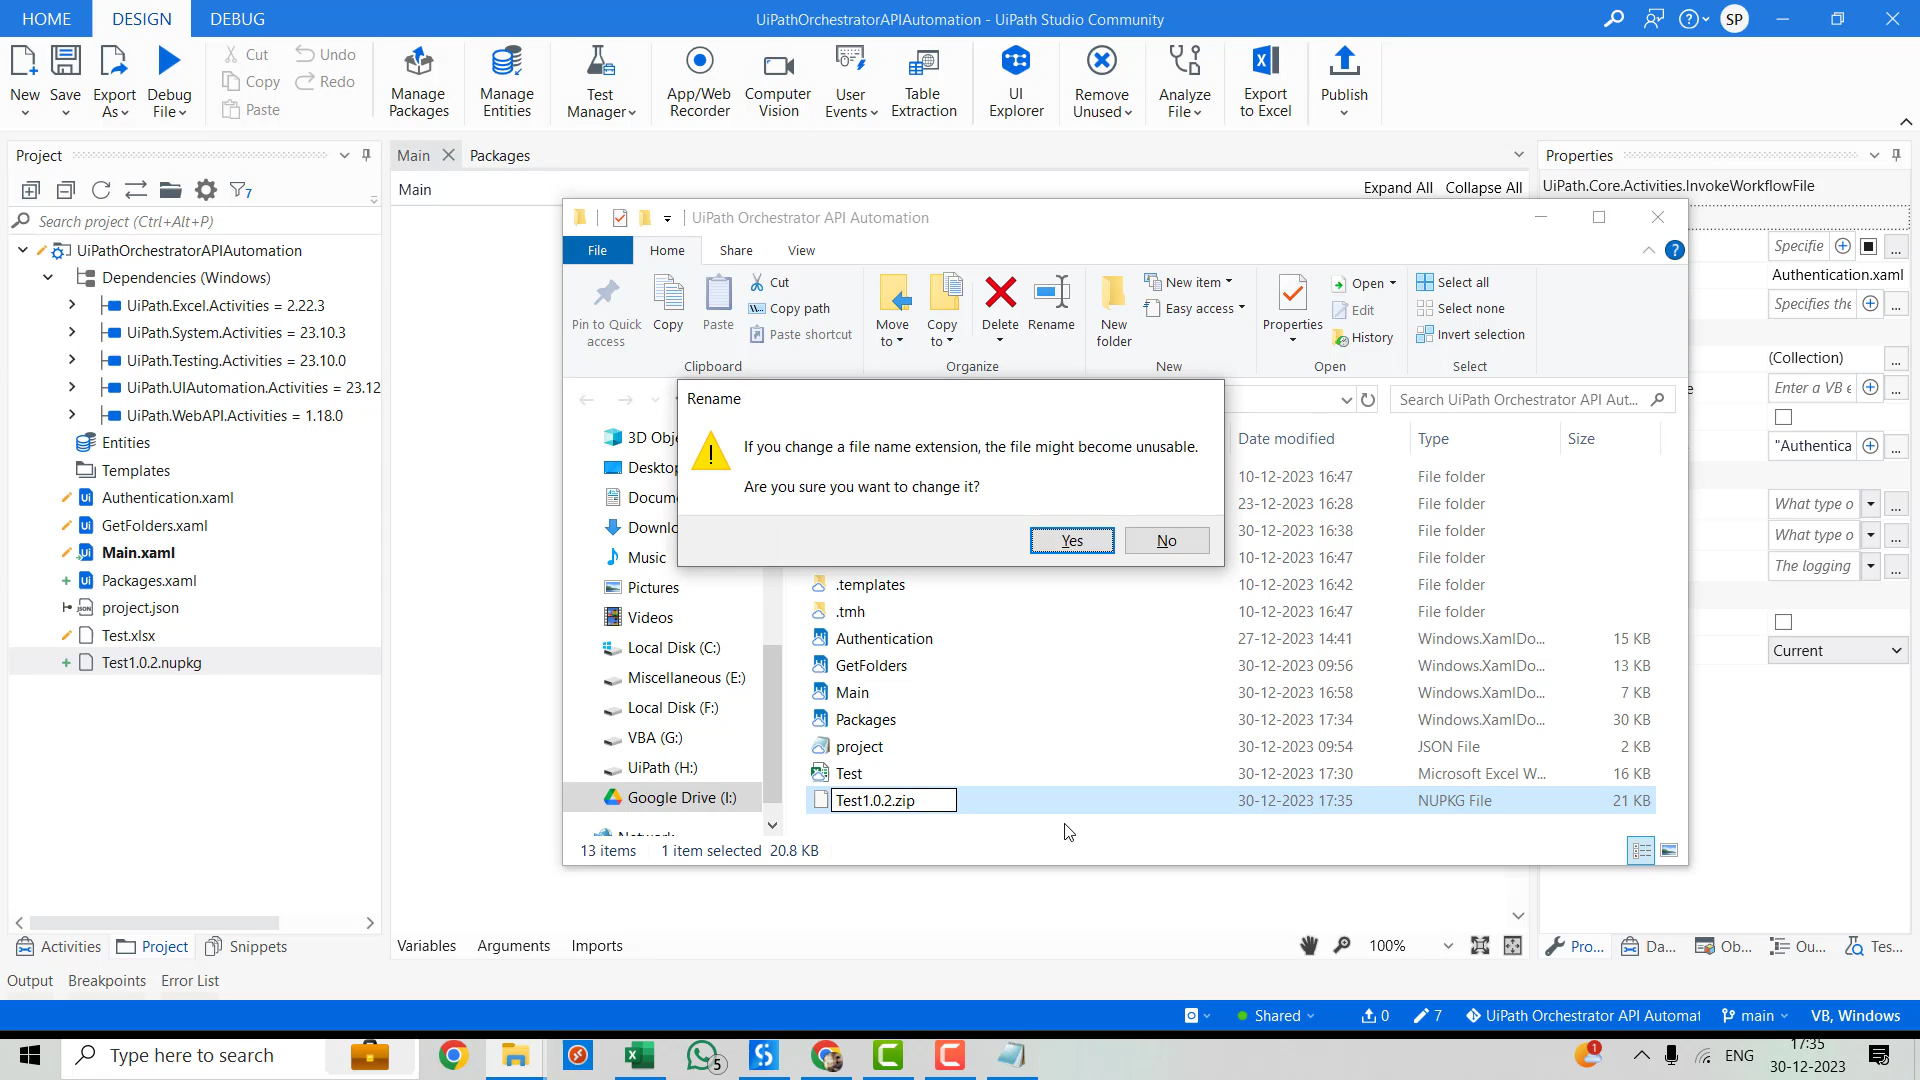 HOME DESIGN DEBUG
UiPathOrchestratorAPIAutomation - UiPath Studio Community
SP
New Save Export As Debug File
Cut Undo
Copy Redo
Paste
Manage Packages
Manage Entities
Test Manager
App/Web Recorder
Computer Vision
User Events
Table Extraction
UI Explorer
Remove Unused
Analyze File
Export to Excel
Publish
Project
7
Search project (Ctrl+Alt+P)
UiPathOrchestratorAPIAutomation
Dependencies (Windows)
UiPath.Excel.Activities = 2.22.3
UiPath.System.Activities = 23.10.3
UiPath.Testing.Activities = 23.10.0
UiPath.UIAutomation.Activities = 23.12
UiPath.WebAPI.Activities = 1.18.0
Entities
Templates
Authentication.xaml
GetFolders.xaml
Main.xaml
Packages.xaml
project.json
Test.xlsx
Test1.0.2.nupkg
Activities Project Snippets
Output Breakpoints Error List
Main Packages
Main
Expand All Collapse All
UiPath Orchestrator API Automation
File Home Share View
Pin to Quick access
Copy
Paste
Cut
Copy path
Paste shortcut
Clipboard
Move to
Copy to
Delete
Rename
Organize
New folder
New item
Easy access
New
Properties
Open
Edit
History
Open
Select all
Select none
Invert selection
Select
Search UiPath Orchestrator API Aut...
Rename
If you change a file name extension, the file might become unusable.
Are you sure you want to change it?
Yes No
3D Obj
Desktop
Docum
Downlo
Music
Pictures
Videos
Local Disk (C:)
Miscellaneous (E:)
Local Disk (F:)
VBA (G:)
UiPath (H:)
Google Drive (I:)
Network
Date modified Type Size
10-12-2023 16:47 File folder
23-12-2023 16:28 File folder
30-12-2023 16:38 File folder
10-12-2023 16:47 File folder
.templates 10-12-2023 16:42 File folder
.tmh 10-12-2023 16:47 File folder
Authentication 27-12-2023 14:41 Windows.XamlDo... 15 KB
GetFolders 30-12-2023 09:56 Windows.XamlDo... 13 KB
Main 30-12-2023 16:58 Windows.XamlDo... 7 KB
Packages 30-12-2023 17:34 Windows.XamlDo... 30 KB
project 30-12-2023 09:54 JSON File 2 KB
Test 30-12-2023 17:30 Microsoft Excel W... 16 KB
Test1.0.2.zip 30-12-2023 17:35 NUPKG File 21 KB
13 items 1 item selected 20.8 KB
Variables Arguments Imports
100%
Properties
UiPath.Core.Activities.InvokeWorkflowFile
Specifie ...
Authentication.xaml
Specifies the ...
(Collection) ...
e Enter a VB e ...
"Authentica ...
What type o ...
What type o ...
The logging ...
Current
Pro... Da... Ob... Ou... Tes...
Shared 0 7 UiPath Orchestrator API Automat main VB, Windows
Type here to search
5
1
ENG
17:35
30-12-2023